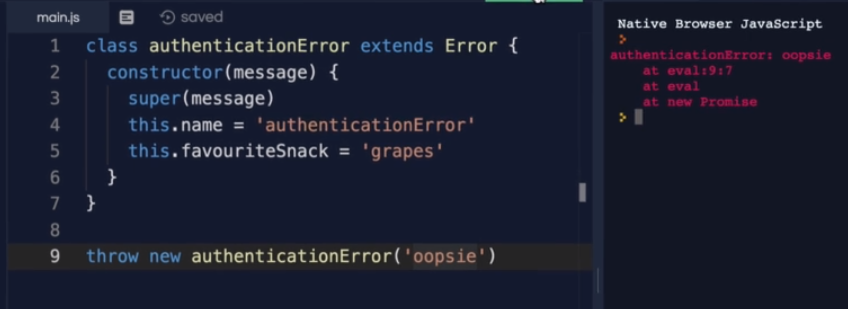 main.js saved
1 class authenticationError extends Error {
2 constructor(message) {
3 super(message)
4 this.name = 'authenticationError'
5 this.favouriteSnack = 'grapes'
6 }
7 }
8
9 throw new authenticationError('oopsie')
Native Browser JavaScript
>
authenticationError: oopsie
at eval:9:7
at eval
at new Promise
>